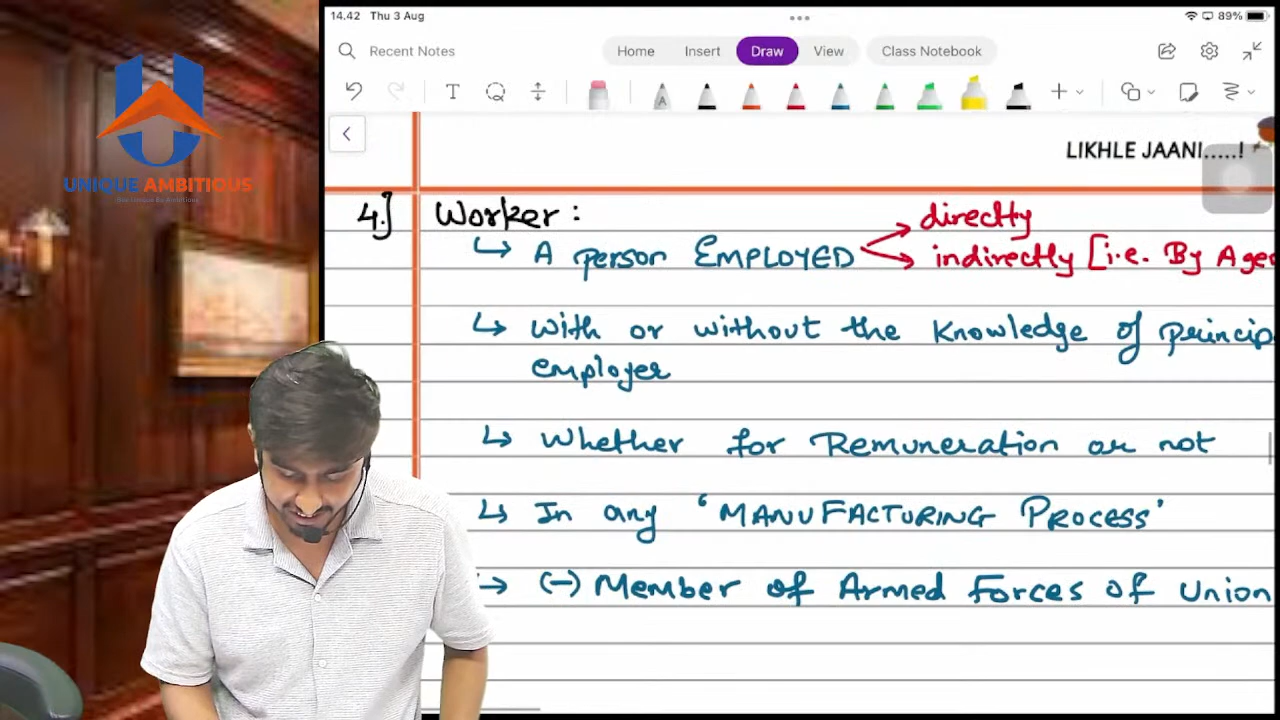 14.42 Thu 3 Aug
89%
Recent Notes
Home Insert Draw View Class Notebook
UNIQUE AMBITIOUS
LIKHLE JAANI.....!
4.] Worker:
directly
↳ A person EMPLOYED
indirectly [i.e. By Age
↳ With or without the Knowledge of princip
employer
↳ Whether for Remuneration or not
↳ In any 'MANUFACTURING PROCESS'
↳ (-) Member of Armed Forces of Union